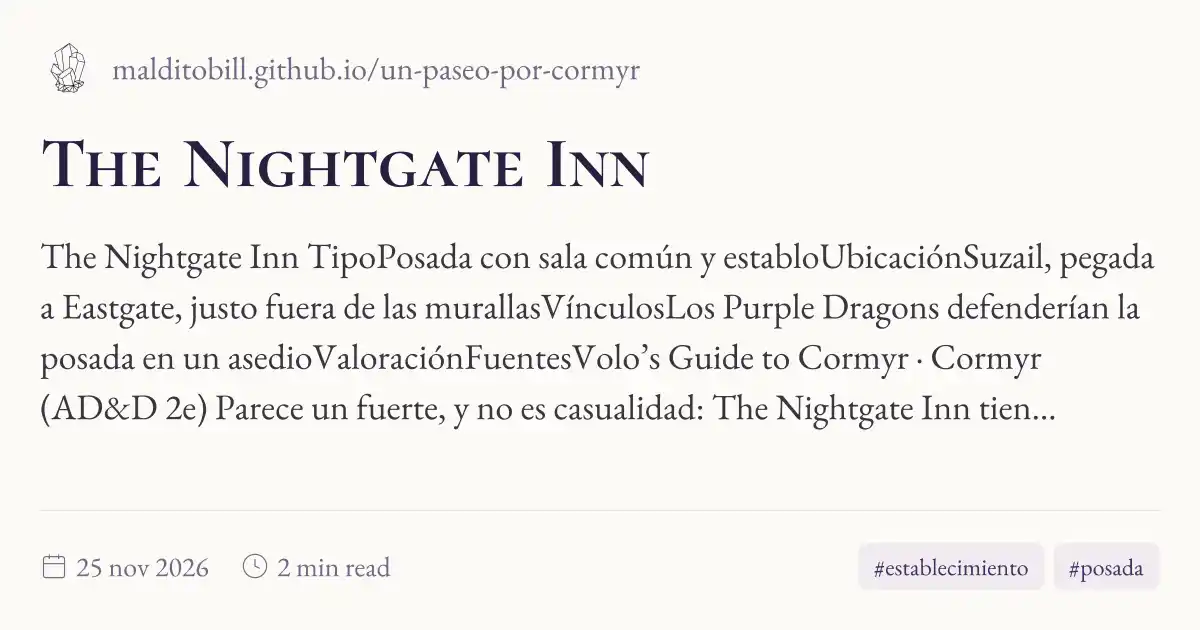 malditobill.github.io/un-paseo-por-cormyr
The Nightgate Inn
The Nightgate Inn TipoPosada con sala común y establoUbicaciónSuzail, pegada
a Eastgate, justo fuera de las murallasVínculosLos Purple Dragons defenderían la
posada en un asedioValoraciónFuentesVolo’s Guide to Cormyr · Cormyr
(AD&D 2e) Parece un fuerte, y no es casualidad: The Nightgate Inn tien...
25 nov 2026
2 min read
#establecimiento
#posada